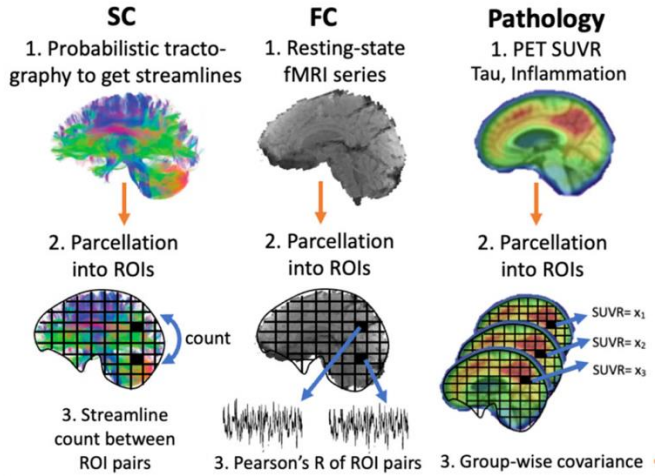 SC
1. Probabilistic tracto-
graphy to get streamlines
2. Parcellation
into ROIs
count
3. Streamline
count between
ROI pairs
FC
1. Resting-state
fMRI series
2. Parcellation
into ROIs
3. Pearson's R of ROI pairs
Pathology
1. PET SUVR
Tau, Inflammation
2. Parcellation
into ROIs
SUVR= x₁
SUVR= x₂
SUVR= x₃
3. Group-wise covariance